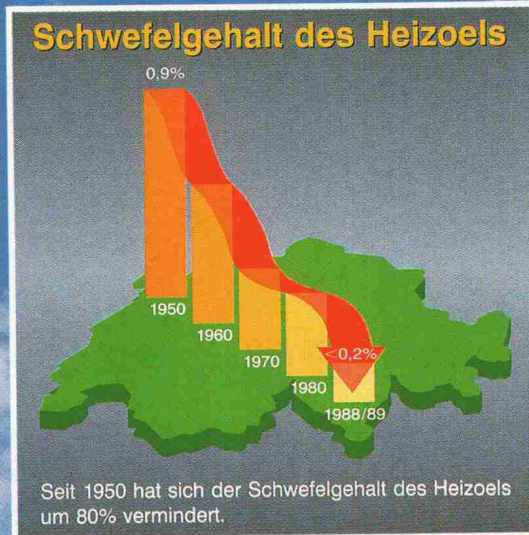 Schwefelgehalt des Heizoels
0,9%
1950
1960
1970
1980
<0,2%
1988/89
Seit 1950 hat sich der Schwefelgehalt des Heizoels
um 80% vermindert.